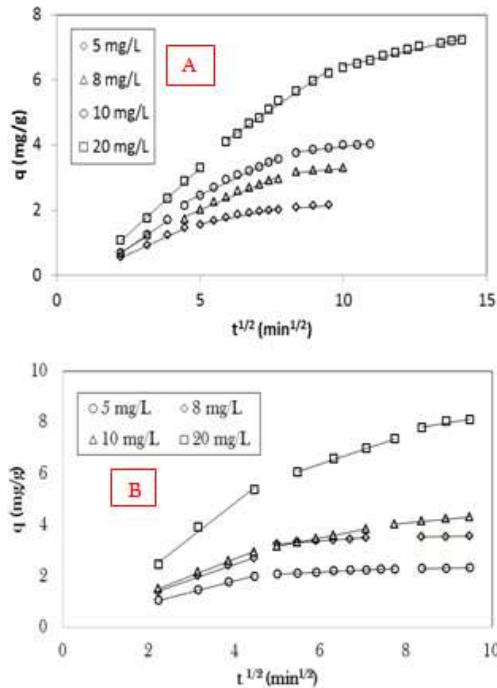 8
6
4
2
0
q (mg/g)
5 mg/L
8 mg/L
10 mg/L
20 mg/L
A
0 5 10 15
t^1/2 (min^1/2)
10
8
6
4
2
0
q (mg/g)
5 mg/L 8 mg/L
10 mg/L 20 mg/L
B
0 2 4 6 8 10
t^1/2 (min^1/2)